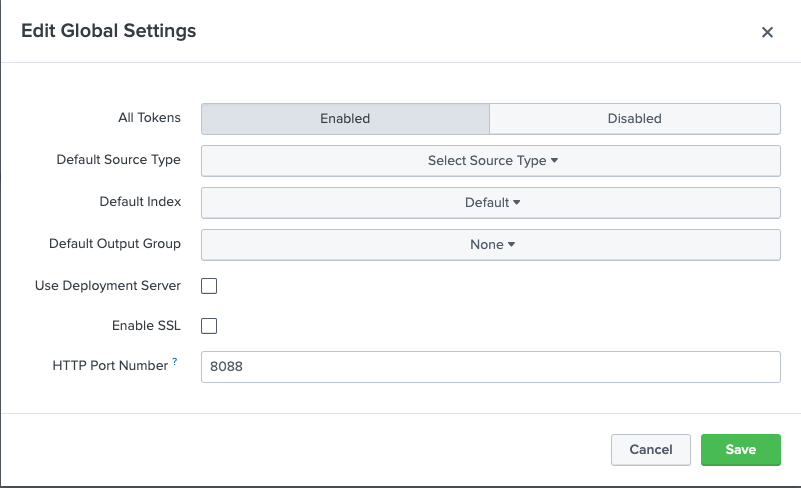 Edit Global Settings
All Tokens Enabled Disabled
Default Source Type Select Source Type
Default Index Default
Default Output Group None
Use Deployment Server
Enable SSL
HTTP Port Number ? 8088
Cancel Save